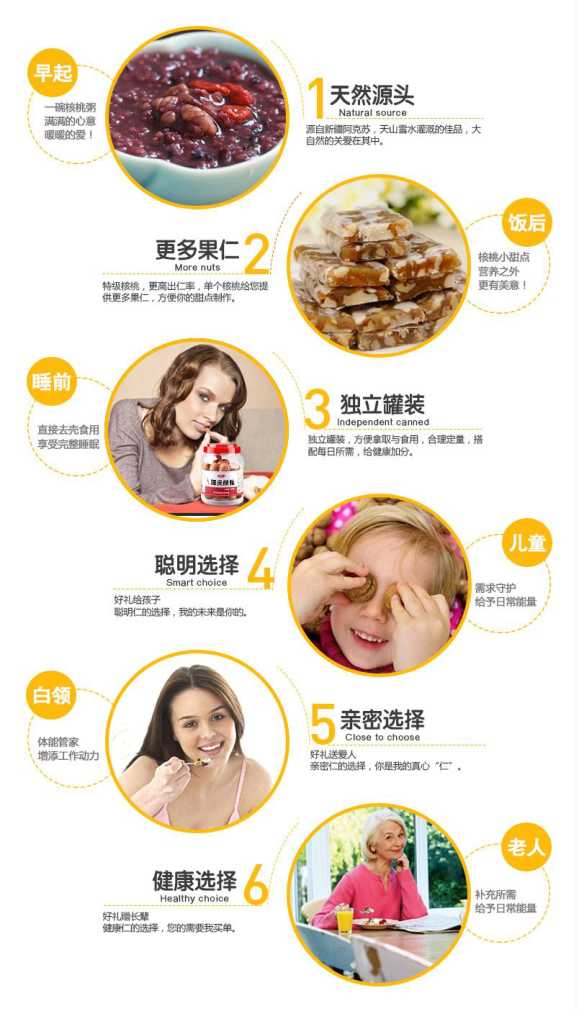 早起
一碗核桃粥
满满的心意
暖暖的爱！
1 天然源头
Natural source
源自新疆阿克苏，天山雪水灌溉的佳品，大
自然的关爱在其中。
更多果仁 2
More nuts
特级核桃，更高出仁率，单个核桃给您提
供更多果仁，方便你的甜点制作。
饭后
核桃小甜点
营养之外
更有美意！
睡前
直接去壳食用
享受完整睡眠
3 独立罐装
Independent canned
独立罐装，方便拿取与食用，合理定量，搭
配每日所需，给健康加分。
聪明选择 4
Smart choice
好礼给孩子
聪明仁的选择，我的未来是你的。
儿童
需求守护
给予日常能量
白领
体能管家
增添工作动力
5 亲密选择
Close to choose
好礼送爱人
亲密仁的选择，你是我的真心“仁”。
健康选择 6
Healthy choice
好礼赠长辈
健康仁的选择，您的需要我买单。
老人
补充所需
给予日常能量